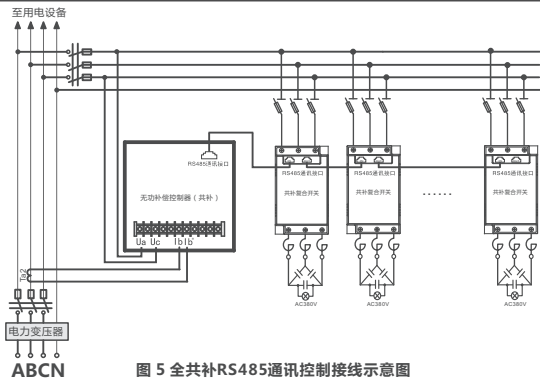 至用电设备
RS485通讯接口
无功补偿控制器（共补）
Ua Uc Ib Ib'
Ta2
电力变压器
ABCN
RS485通讯接口
共补复合开关
AC380V
RS485通讯接口
共补复合开关
AC380V
......
RS485通讯接口
共补复合开关
AC380V
图 5 全共补RS485通讯控制接线示意图